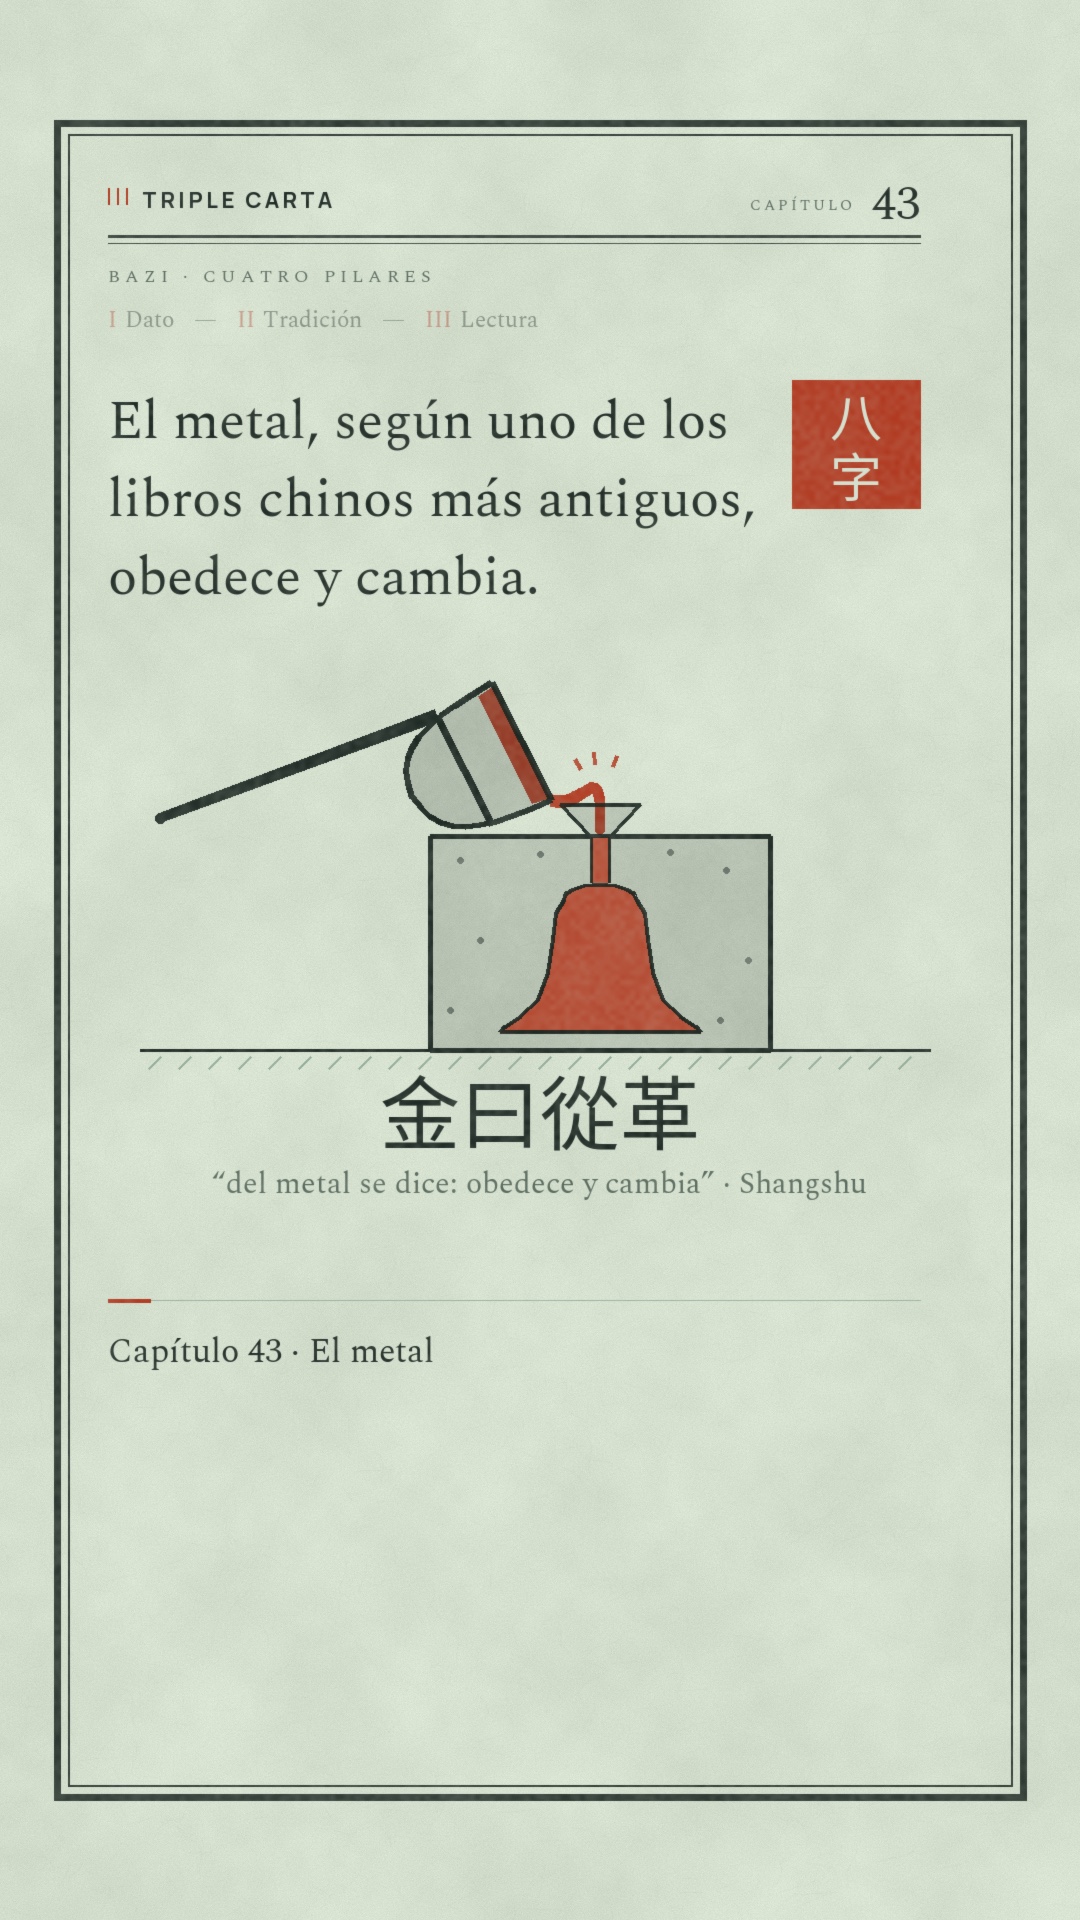 TRIPLE CARTA
CAPÍTULO 43
BAZI · CUATRO PILARES
I Dato — II Tradición — III Lectura
El metal, según uno de los
libros chinos más antiguos,
obedece y cambia.
八
字
金曰從革
“del metal se dice: obedece y cambia” · Shangshu
Capítulo 43 · El metal